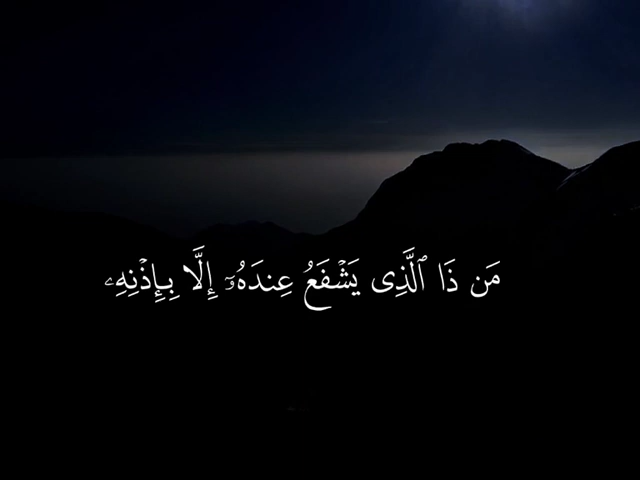 مَن ذَا ٱلَّذِى يَشْفَعُ عِندَهُۥٓ إِلَّا بِإِذْنِهِۦ